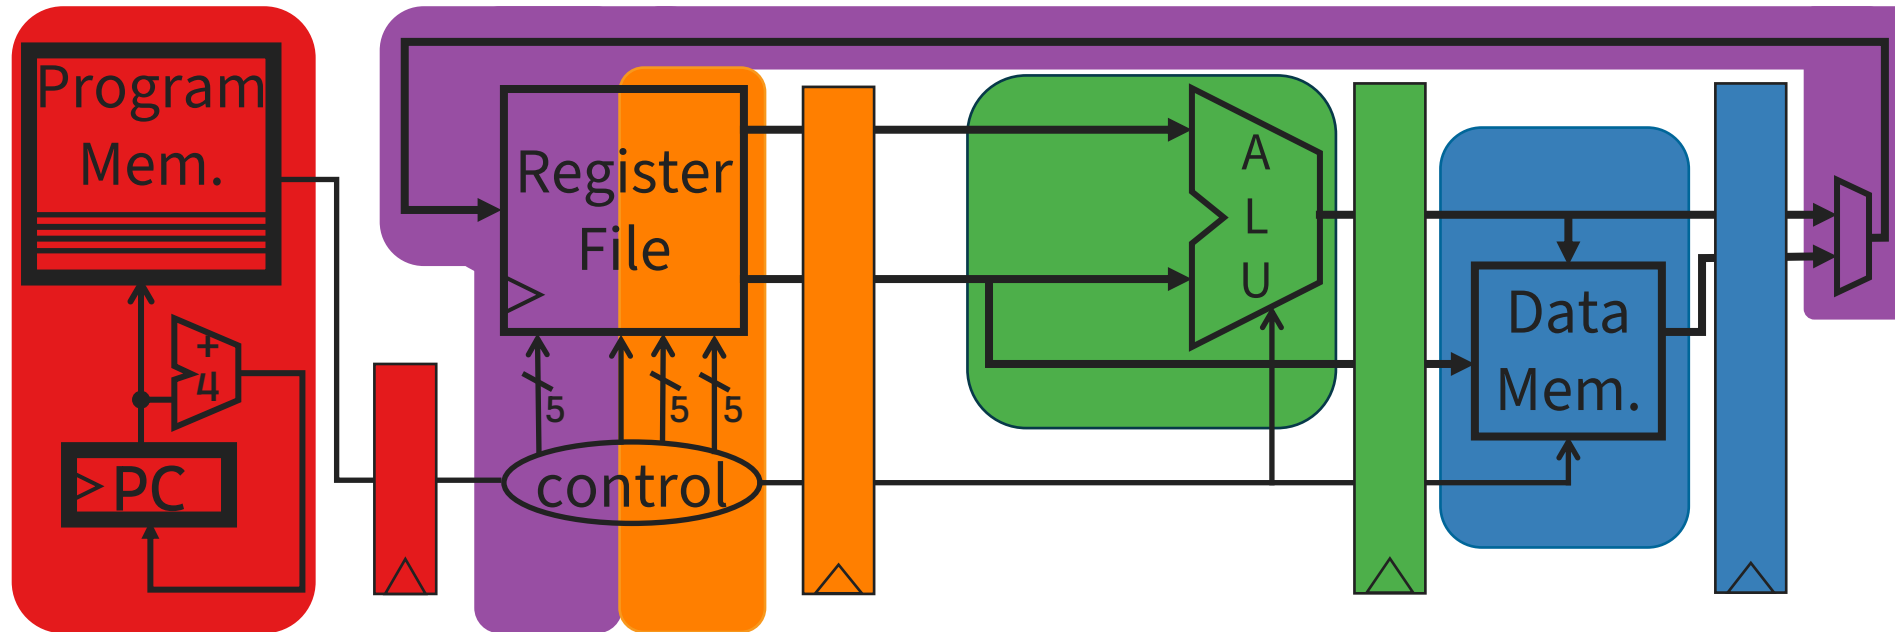 Program
Mem.
+
4
PC
Register
File
5
5
5
control
A
L
U
Data
Mem.